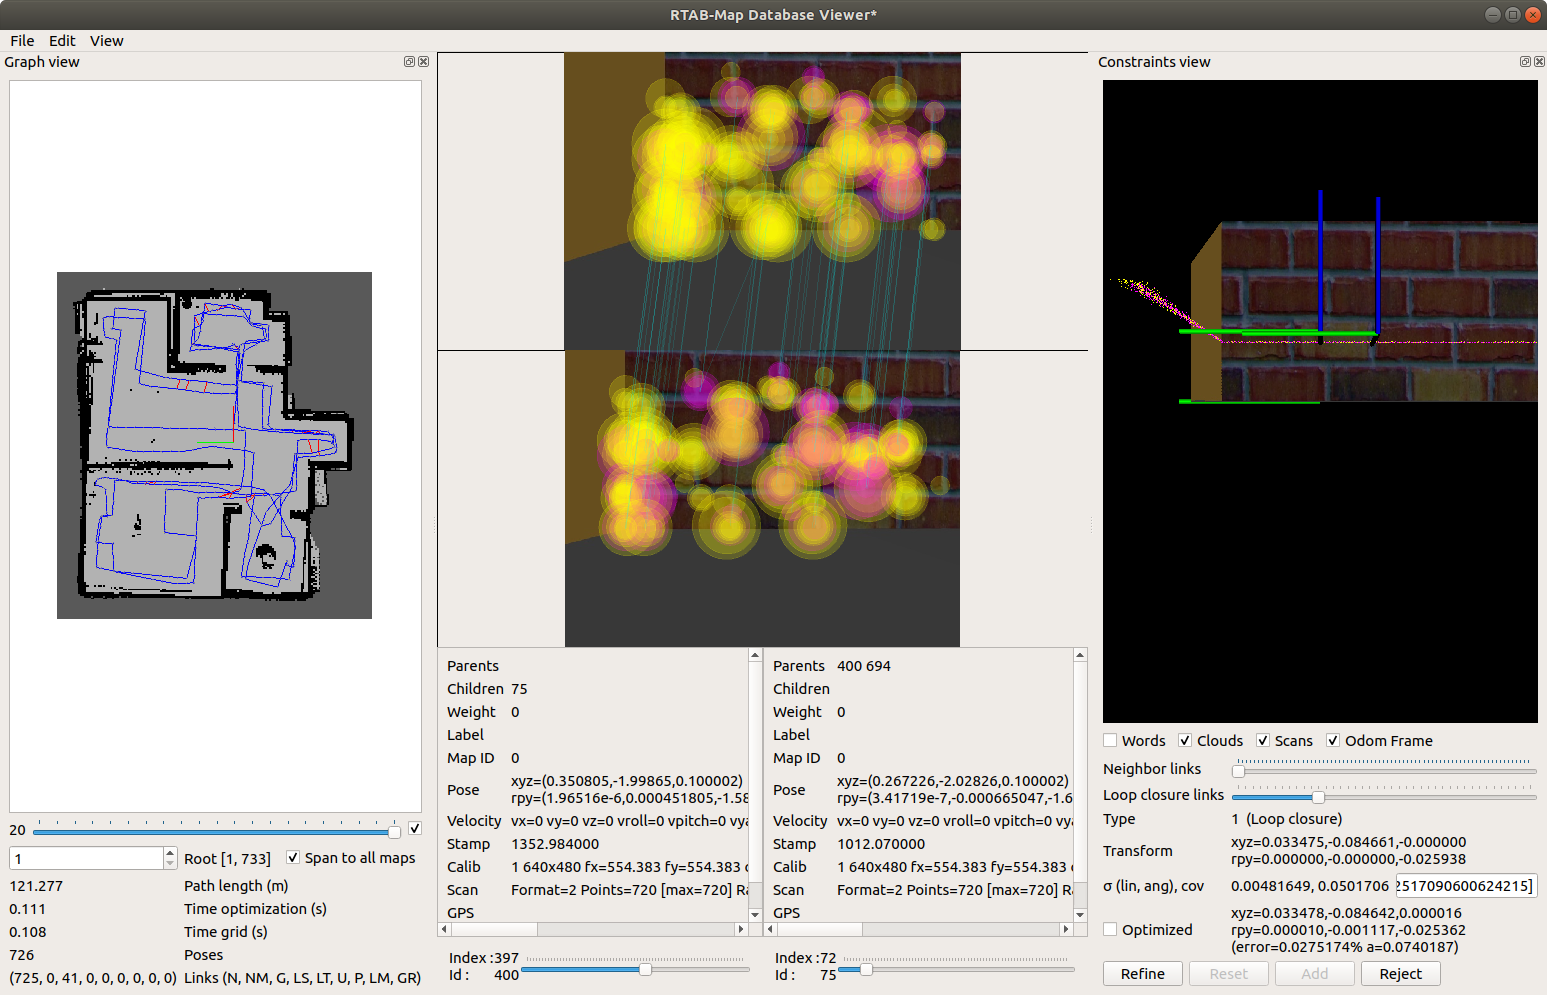 RTAB-Map Database Viewer*
File Edit View
Graph view
20
1
Root [1, 733]
Span to all maps
121.277 Path length (m)
0.111 Time optimization (s)
0.108 Time grid (s)
726 Poses
(725, 0, 41, 0, 0, 0, 0, 0, 0) Links (N, NM, G, LS, LT, U, P, LM, GR)
Parents
Children 75
Weight 0
Label
Map ID 0
Pose xyz=(0.350805,-1.99865,0.100002)
rpy=(1.96516e-6,0.000451805,-1.58
Velocity vx=0 vy=0 vz=0 vroll=0 vpitch=0 vya
Stamp 1352.984000
Calib 1 640x480 fx=554.383 fy=554.383 c
Scan Format=2 Points=720 [max=720] Ra
GPS
Index :397
Id : 400
Parents 400 694
Children
Weight 0
Label
Map ID 0
Pose xyz=(0.267226,-2.02826,0.100002)
rpy=(3.41719e-7,-0.000665047,-1.6
Velocity vx=0 vy=0 vz=0 vroll=0 vpitch=0 vya
Stamp 1012.070000
Calib 1 640x480 fx=554.383 fy=554.383 c
Scan Format=2 Points=720 [max=720] Ra
GPS
Index :72
Id : 75
Constraints view
Words Clouds Scans Odom Frame
Neighbor links
Loop closure links
Type 1 (Loop closure)
Transform xyz=0.033475,-0.084661,-0.000000
rpy=0.000000,-0.000000,-0.025938
σ (lin, ang), cov 0.00481649, 0.0501706 2517090600624215]
Optimized xyz=0.033478,-0.084642,0.000016
rpy=0.000010,-0.001117,-0.025362
(error=0.0275174% a=0.0740187)
Refine Reset Add Reject